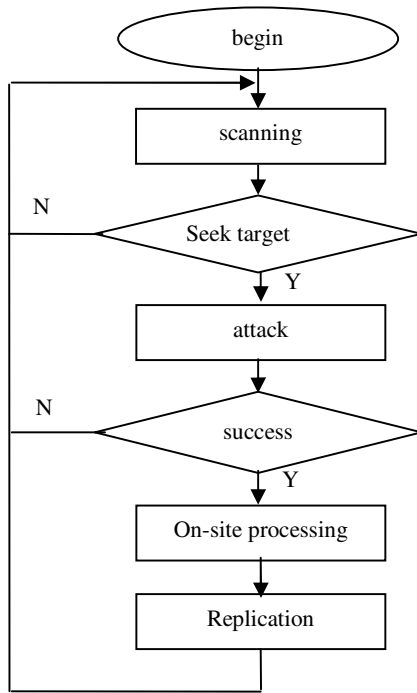 begin
scanning
N
Seek target
Y
attack
N
success
Y
On-site processing
Replication